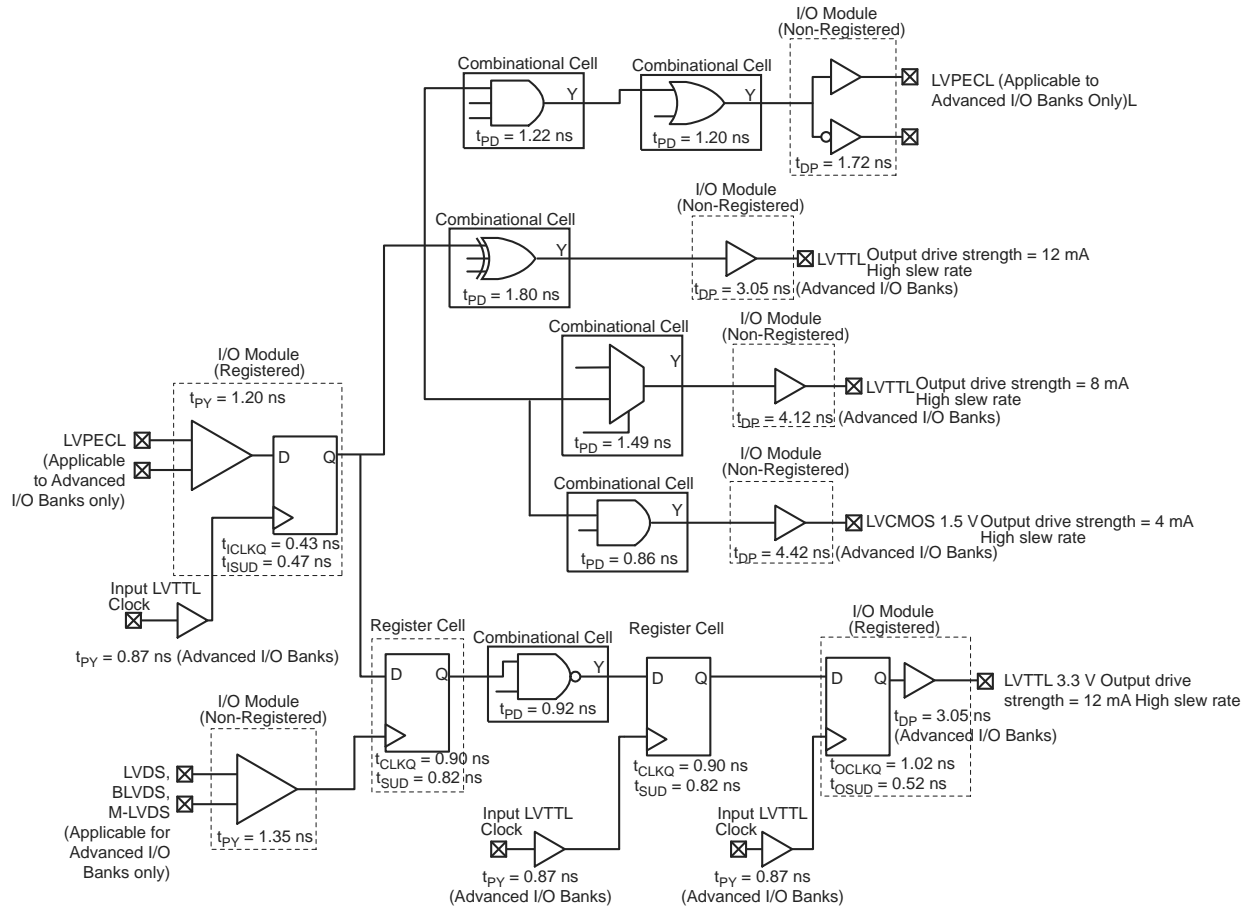 I/O Module
(Non-Registered)
Combinational Cell
Combinational Cell
Y
Y
LVPECL (Applicable to
Advanced I/O Banks Only)L
tPD = 1.22 ns
tPD = 1.20 ns
tDP = 1.72 ns
I/O Module
(Non-Registered)
Combinational Cell
Y
LVTTL Output drive strength = 12 mA
High slew rate
tPD = 1.80 ns
tDP = 3.05 ns (Advanced I/O Banks)
I/O Module
(Non-Registered)
Combinational Cell
Y
LVTTL Output drive strength = 8 mA
High slew rate
tPD = 1.49 ns
tDP = 4.12 ns (Advanced I/O Banks)
I/O Module
(Registered)
tPY = 1.20 ns
LVPECL
(Applicable
to Advanced
I/O Banks only)
D
Q
tICLKQ = 0.43 ns
tISUD = 0.47 ns
Input LVTTL
Clock
tPY = 0.87 ns (Advanced I/O Banks)
I/O Module
(Non-Registered)
Combinational Cell
Y
LVCMOS 1.5 V Output drive strength = 4 mA
High slew rate
tPD = 0.86 ns
tDP = 4.42 ns (Advanced I/O Banks)
I/O Module
(Non-Registered)
LVDS,
BLVDS,
M-LVDS
(Applicable for
Advanced I/O
Banks only)
tPY = 1.35 ns
Register Cell
D
Q
tCLKQ = 0.90 ns
tSUD = 0.82 ns
Combinational Cell
Y
tPD = 0.92 ns
Register Cell
D
Q
tCLKQ = 0.90 ns
tSUD = 0.82 ns
Input LVTTL
Clock
tPY = 0.87 ns
(Advanced I/O Banks)
I/O Module
(Registered)
D
Q
LVTTL 3.3 V Output drive
strength = 12 mA High slew rate
tDP = 3.05 ns
(Advanced I/O Banks)
tOCLKQ = 1.02 ns
tOSUD = 0.52 ns
Input LVTTL
Clock
tPY = 0.87 ns
(Advanced I/O Banks)